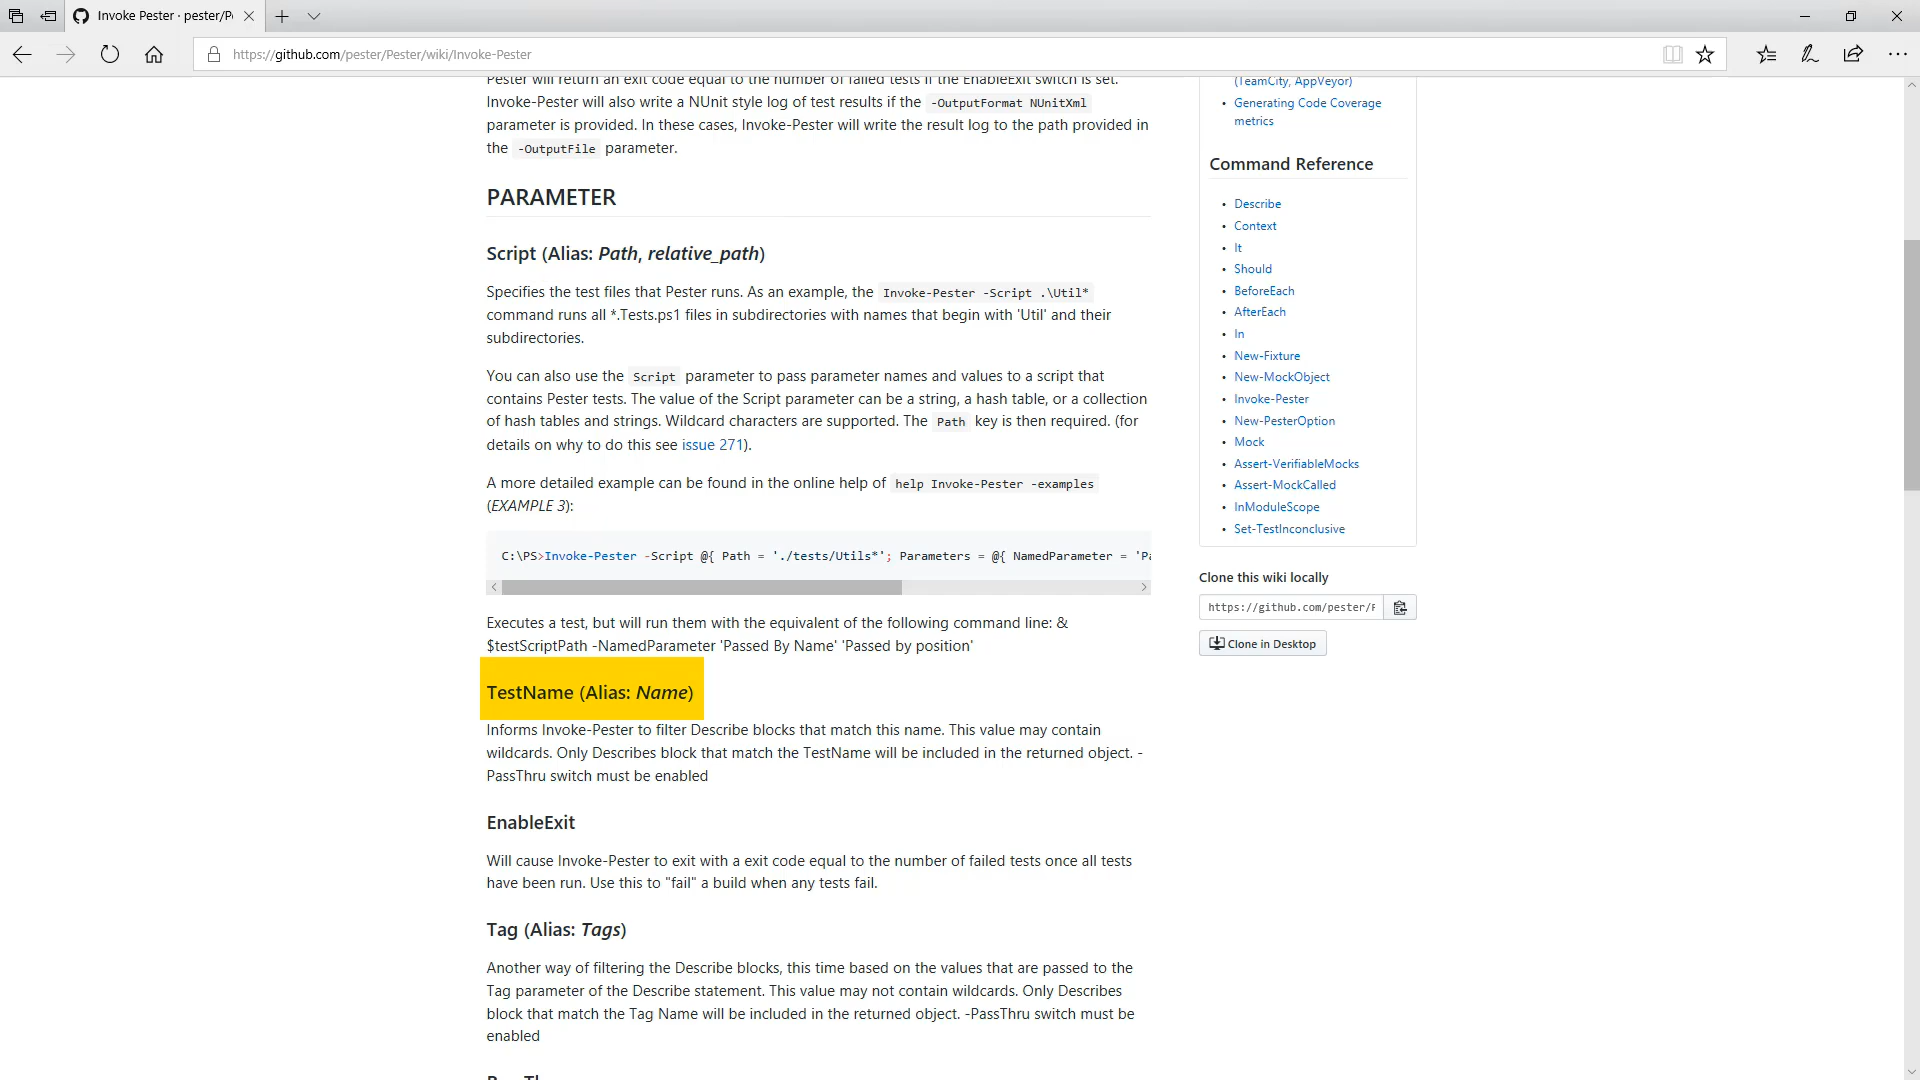 Invoke Pester · pester/P
https://github.com/pester/Pester/wiki/Invoke-Pester
Pester will return an exit code equal to the number of failed tests if the EnableExit switch is set.
Invoke-Pester will also write a NUnit style log of test results if the -OutputFormat NUnitXml
parameter is provided. In these cases, Invoke-Pester will write the result log to the path provided in
the -OutputFile parameter.
PARAMETER
Script (Alias: Path, relative_path)
Specifies the test files that Pester runs. As an example, the Invoke-Pester -Script .\Util*
command runs all *.Tests.ps1 files in subdirectories with names that begin with 'Util' and their
subdirectories.
You can also use the Script parameter to pass parameter names and values to a script that
contains Pester tests. The value of the Script parameter can be a string, a hash table, or a collection
of hash tables and strings. Wildcard characters are supported. The Path key is then required. (for
details on why to do this see issue 271).
A more detailed example can be found in the online help of help Invoke-Pester -examples
(EXAMPLE 3):
C:\PS>Invoke-Pester -Script @{ Path = './tests/Utils*'; Parameters = @{ NamedParameter = 'Pa
Executes a test, but will run them with the equivalent of the following command line: &
$testScriptPath -NamedParameter 'Passed By Name' 'Passed by position'
TestName (Alias: Name)
Informs Invoke-Pester to filter Describe blocks that match this name. This value may contain
wildcards. Only Describes block that match the TestName will be included in the returned object. -
PassThru switch must be enabled
EnableExit
Will cause Invoke-Pester to exit with a exit code equal to the number of failed tests once all tests
have been run. Use this to "fail" a build when any tests fail.
Tag (Alias: Tags)
Another way of filtering the Describe blocks, this time based on the values that are passed to the
Tag parameter of the Describe statement. This value may not contain wildcards. Only Describes
block that match the Tag Name will be included in the returned object. -PassThru switch must be
enabled
(TeamCity, AppVeyor)
• Generating Code Coverage
metrics
Command Reference
• Describe
• Context
• It
• Should
• BeforeEach
• AfterEach
• In
• New-Fixture
• New-MockObject
• Invoke-Pester
• New-PesterOption
• Mock
• Assert-VerifiableMocks
• Assert-MockCalled
• InModuleScope
• Set-TestInconclusive
Clone this wiki locally
https://github.com/pester/P
Clone in Desktop